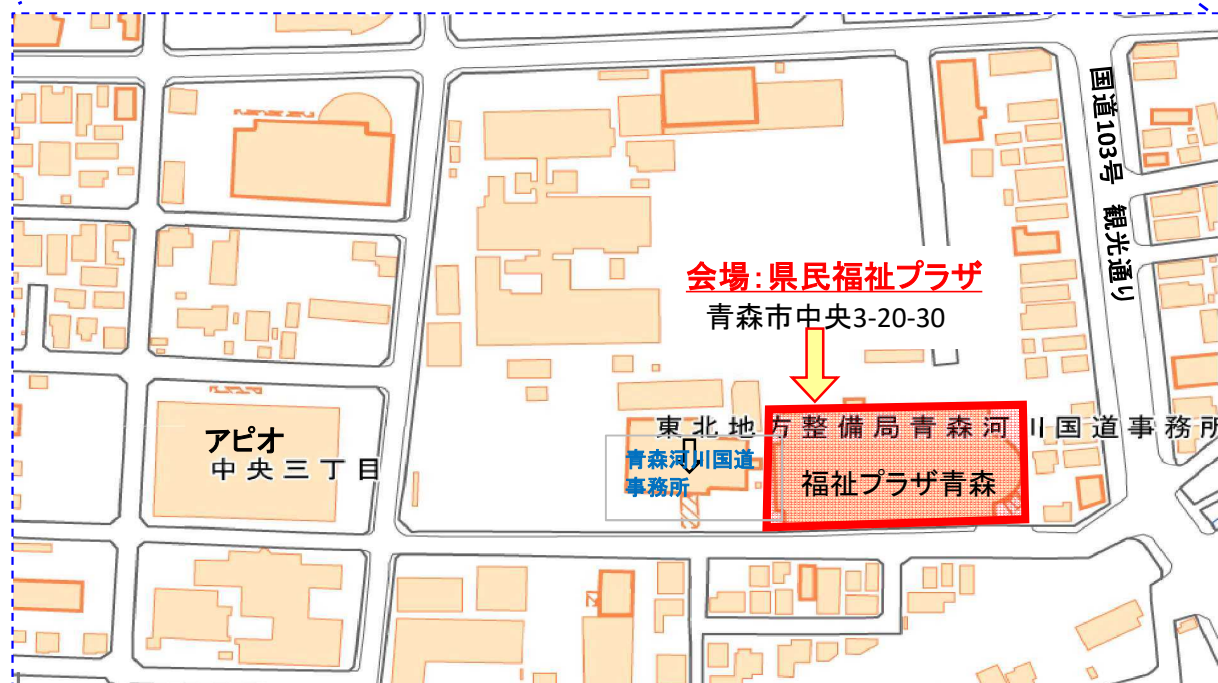 国道103号 観光通り
会場：県民福祉プラザ
青森市中央3-20-30
東北地方整備局青森河川国道事務所
アピオ
中央三丁目
青森河川国道
事務所
福祉プラザ青森